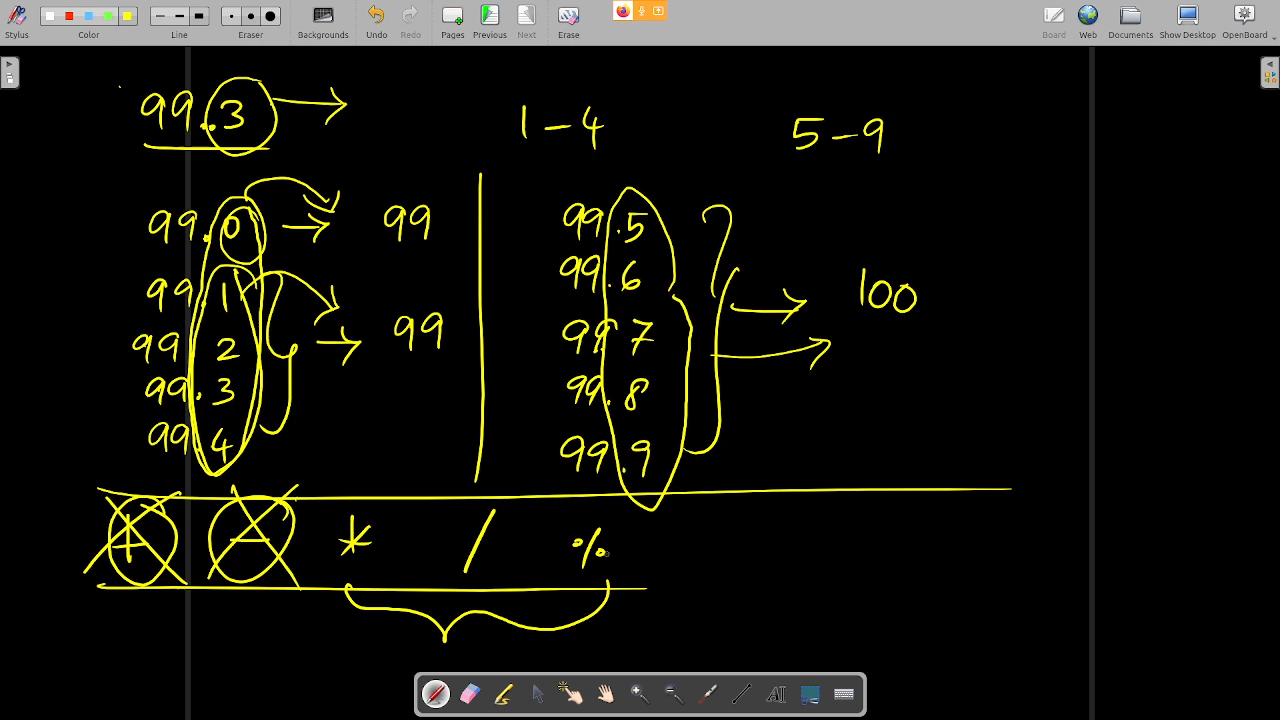 Stylus Color Line Eraser Backgrounds Undo Redo Pages Previous Next Erase Board Web Documents Show Desktop OpenBoard
99.3 →
1 - 4 5 - 9
99.0 → 99 99.5
99 1 99.6
→ 99 → 100
99 2 99 7
99.3 99.8
99 4 99.9
+ - * / %